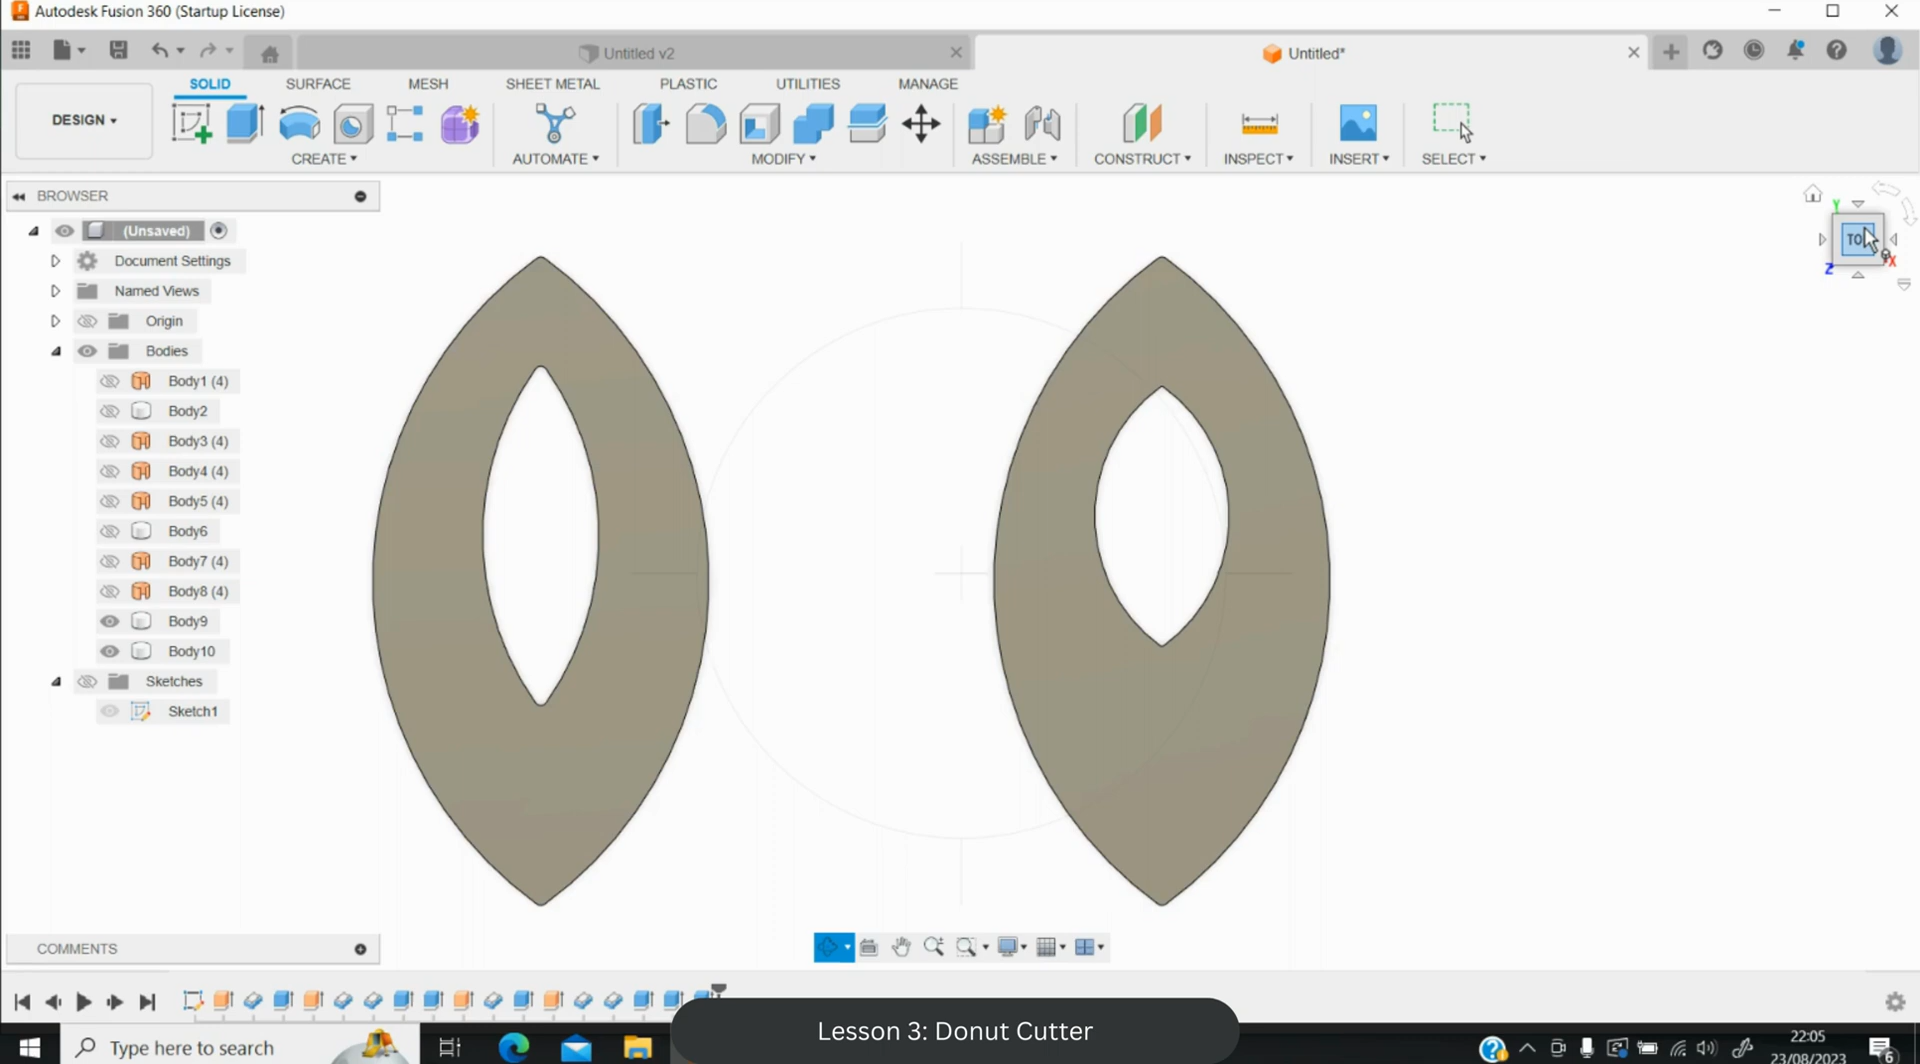 Autodesk Fusion 360 (Startup License)
Untitled v2
Untitled*
SOLID SURFACE MESH SHEET METAL PLASTIC UTILITIES MANAGE
DESIGN
CREATE AUTOMATE MODIFY ASSEMBLE CONSTRUCT INSPECT INSERT SELECT
BROWSER
(Unsaved)
Document Settings
Named Views
Origin
Bodies
Body1 (4)
Body2
Body3 (4)
Body4 (4)
Body5 (4)
Body6
Body7 (4)
Body8 (4)
Body9
Body10
Sketches
Sketch1
Y
TO
Z
X
COMMENTS
Lesson 3: Donut Cutter
Type here to search
22:05
23/08/2023
6